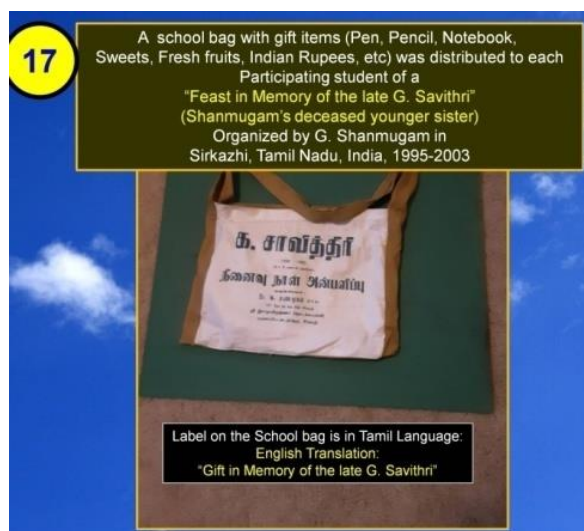 17
A school bag with gift items (Pen, Pencil, Notebook,
Sweets, Fresh fruits, Indian Rupees, etc) was distributed to each
Participating student of a
"Feast in Memory of the late G. Savithri"
(Shanmugam's deceased younger sister)
Organized by G. Shanmugam in
Sirkazhi, Tamil Nadu, India, 1995-2003
க. சாவித்திரி
நினைவு நாள் அன்பளிப்பு
Label on the School bag is in Tamil Language:
English Translation:
"Gift in Memory of the late G. Savithri"